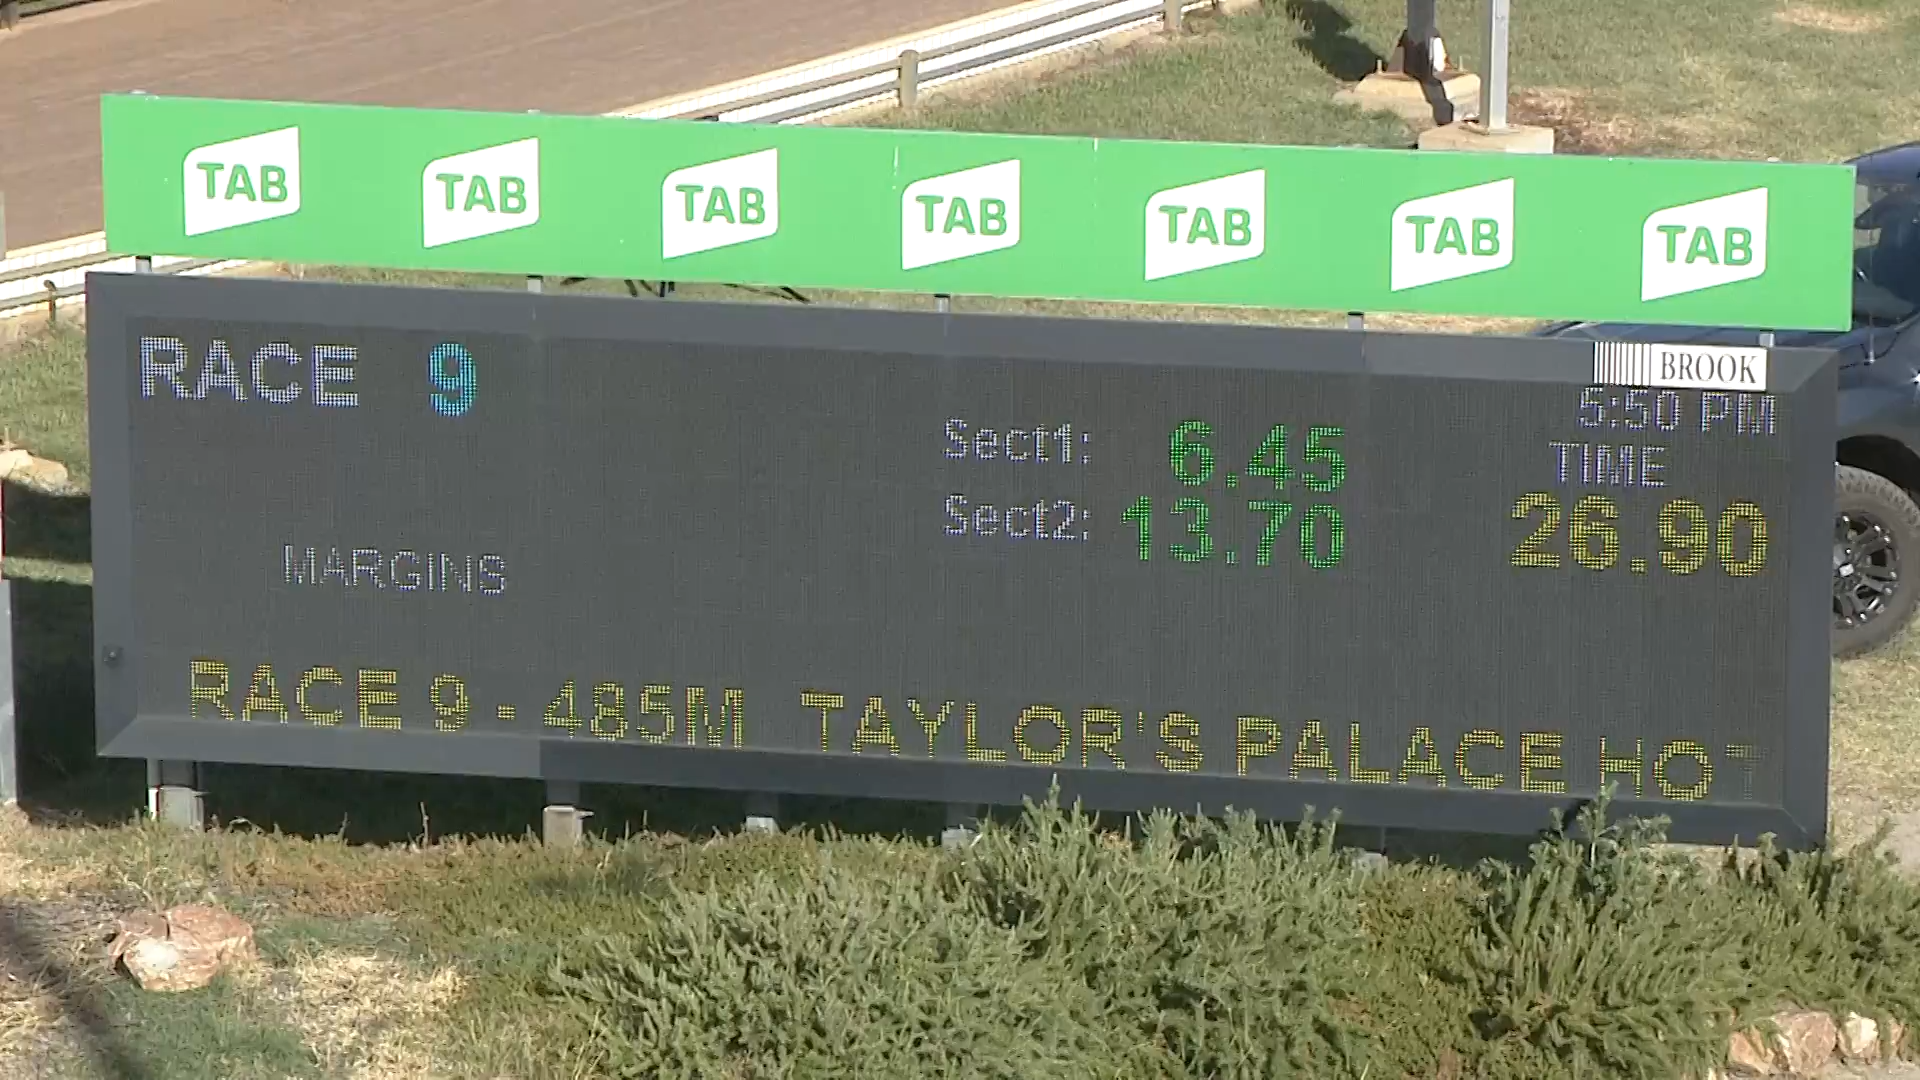 TAB TAB TAB TAB TAB TAB TAB
BROOK
RACE 9
5:50 PM
Sect1: 6.45
TIME
Sect2: 13.70
26.90
MARGINS
RACE 9 - 485M TAYLOR'S PALACE HOT